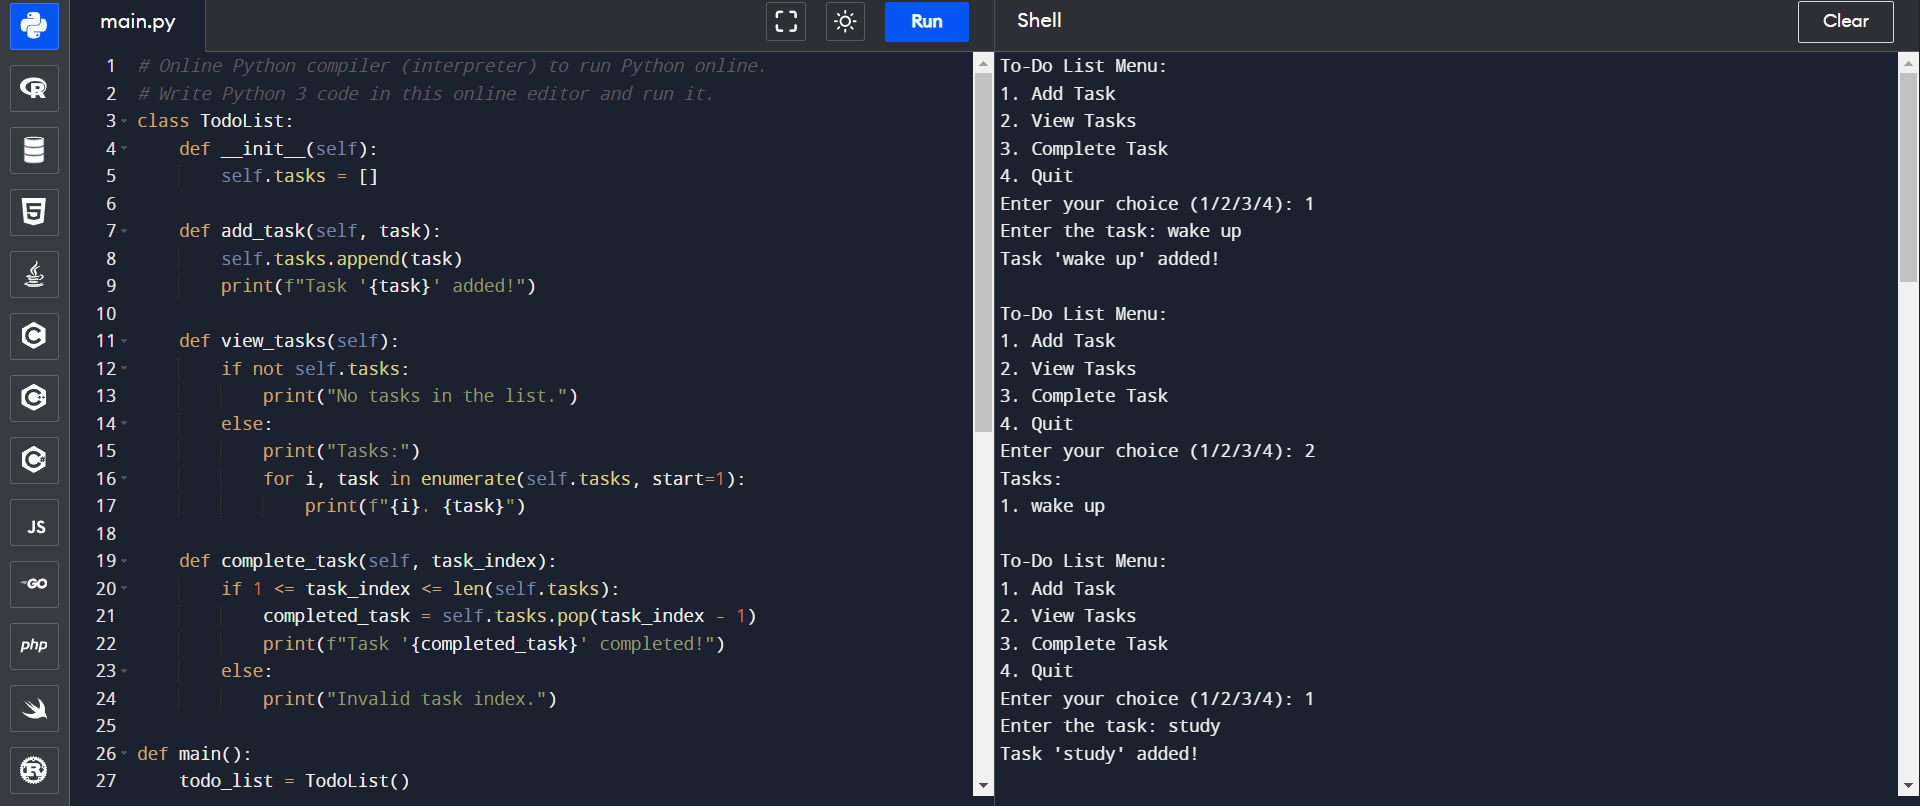 main.py
Run
Shell
Clear
1 # Online Python compiler (interpreter) to run Python online.
2 # Write Python 3 code in this online editor and run it.
3 class TodoList:
4     def __init__(self):
5         self.tasks = []
6
7     def add_task(self, task):
8         self.tasks.append(task)
9         print(f"Task '{task}' added!")
10
11     def view_tasks(self):
12         if not self.tasks:
13             print("No tasks in the list.")
14         else:
15             print("Tasks:")
16             for i, task in enumerate(self.tasks, start=1):
17                 print(f"{i}. {task}")
18
19     def complete_task(self, task_index):
20         if 1 <= task_index <= len(self.tasks):
21             completed_task = self.tasks.pop(task_index - 1)
22             print(f"Task '{completed_task}' completed!")
23         else:
24             print("Invalid task index.")
25
26 def main():
27     todo_list = TodoList()
To-Do List Menu:
1. Add Task
2. View Tasks
3. Complete Task
4. Quit
Enter your choice (1/2/3/4): 1
Enter the task: wake up
Task 'wake up' added!

To-Do List Menu:
1. Add Task
2. View Tasks
3. Complete Task
4. Quit
Enter your choice (1/2/3/4): 2
Tasks:
1. wake up

To-Do List Menu:
1. Add Task
2. View Tasks
3. Complete Task
4. Quit
Enter your choice (1/2/3/4): 1
Enter the task: study
Task 'study' added!
R
5
C
C++
C#
JS
GO
php
R